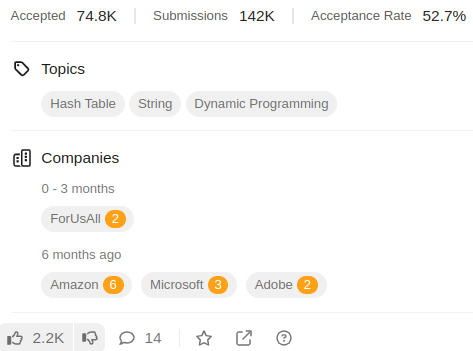 Accepted 74.8K Submissions 142K Acceptance Rate 52.7%
Topics
Hash Table String Dynamic Programming
Companies
0 - 3 months
ForUsAll 2
6 months ago
Amazon 6 Microsoft 3 Adobe 2
2.2K 14